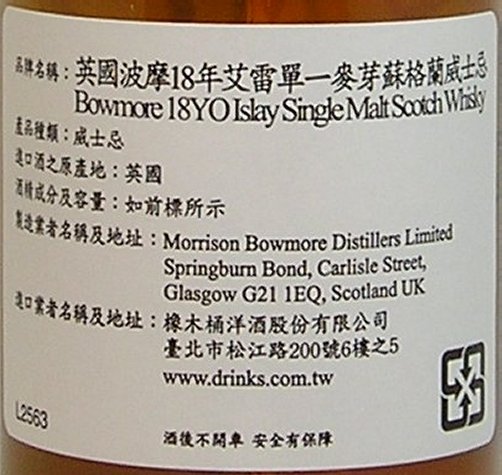 品牌名稱：英國波摩18年艾雷單一麥芽蘇格蘭威士忌
Bowmore 18YO Islay Single Malt Scotch Whisky
產品種類：威士忌
進口酒之原產地：英國
酒精成分及容量：如前標所示
製造業者名稱及地址：Morrison Bowmore Distillers Limited
Springburn Bond, Carlisle Street,
Glasgow G21 1EQ, Scotland UK
進口業者名稱及地址：橡木桶洋酒股份有限公司
臺北市松江路200號6樓之5
www.drinks.com.tw
L2563
酒後不開車 安全有保障